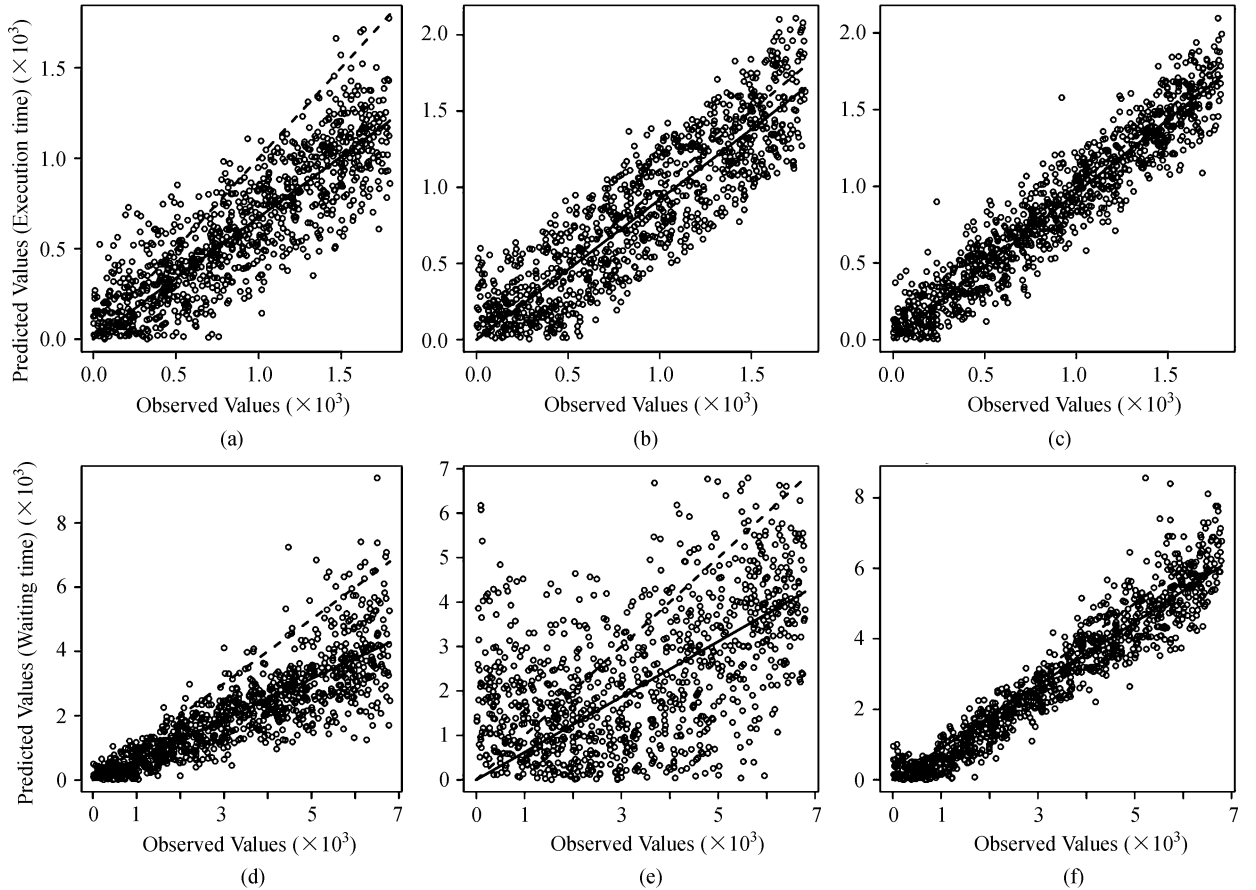 Predicted Values (Execution time) (×10³)
1.5
1.0
0.5
0.0
0.0 0.5 1.0 1.5
Observed Values (×10³)
(a)
2.0
1.5
1.0
0.5
0.0
0.0 0.5 1.0 1.5
Observed Values (×10³)
(b)
2.0
1.5
1.0
0.5
0.0
0.0 0.5 1.0 1.5
Observed Values (×10³)
(c)
Predicted Values (Waiting time) (×10³)
8
6
4
2
0
0 1 3 5 7
Observed Values (×10³)
(d)
7
6
5
4
3
2
1
0
0 1 3 5 7
Observed Values (×10³)
(e)
8
6
4
2
0
0 1 3 5 7
Observed Values (×10³)
(f)